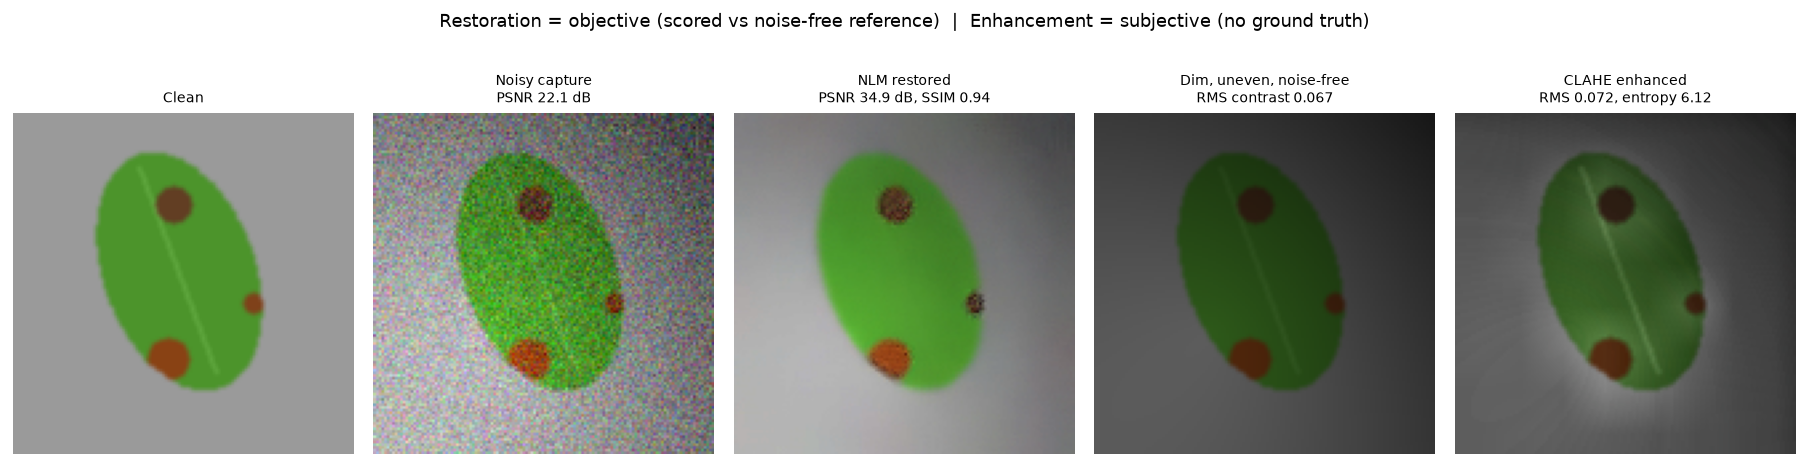 Restoration = objective (scored vs noise-free reference)  |  Enhancement = subjective (no ground truth)
Clean
Noisy capture
PSNR 22.1 dB
NLM restored
PSNR 34.9 dB, SSIM 0.94
Dim, uneven, noise-free
RMS contrast 0.067
CLAHE enhanced
RMS 0.072, entropy 6.12